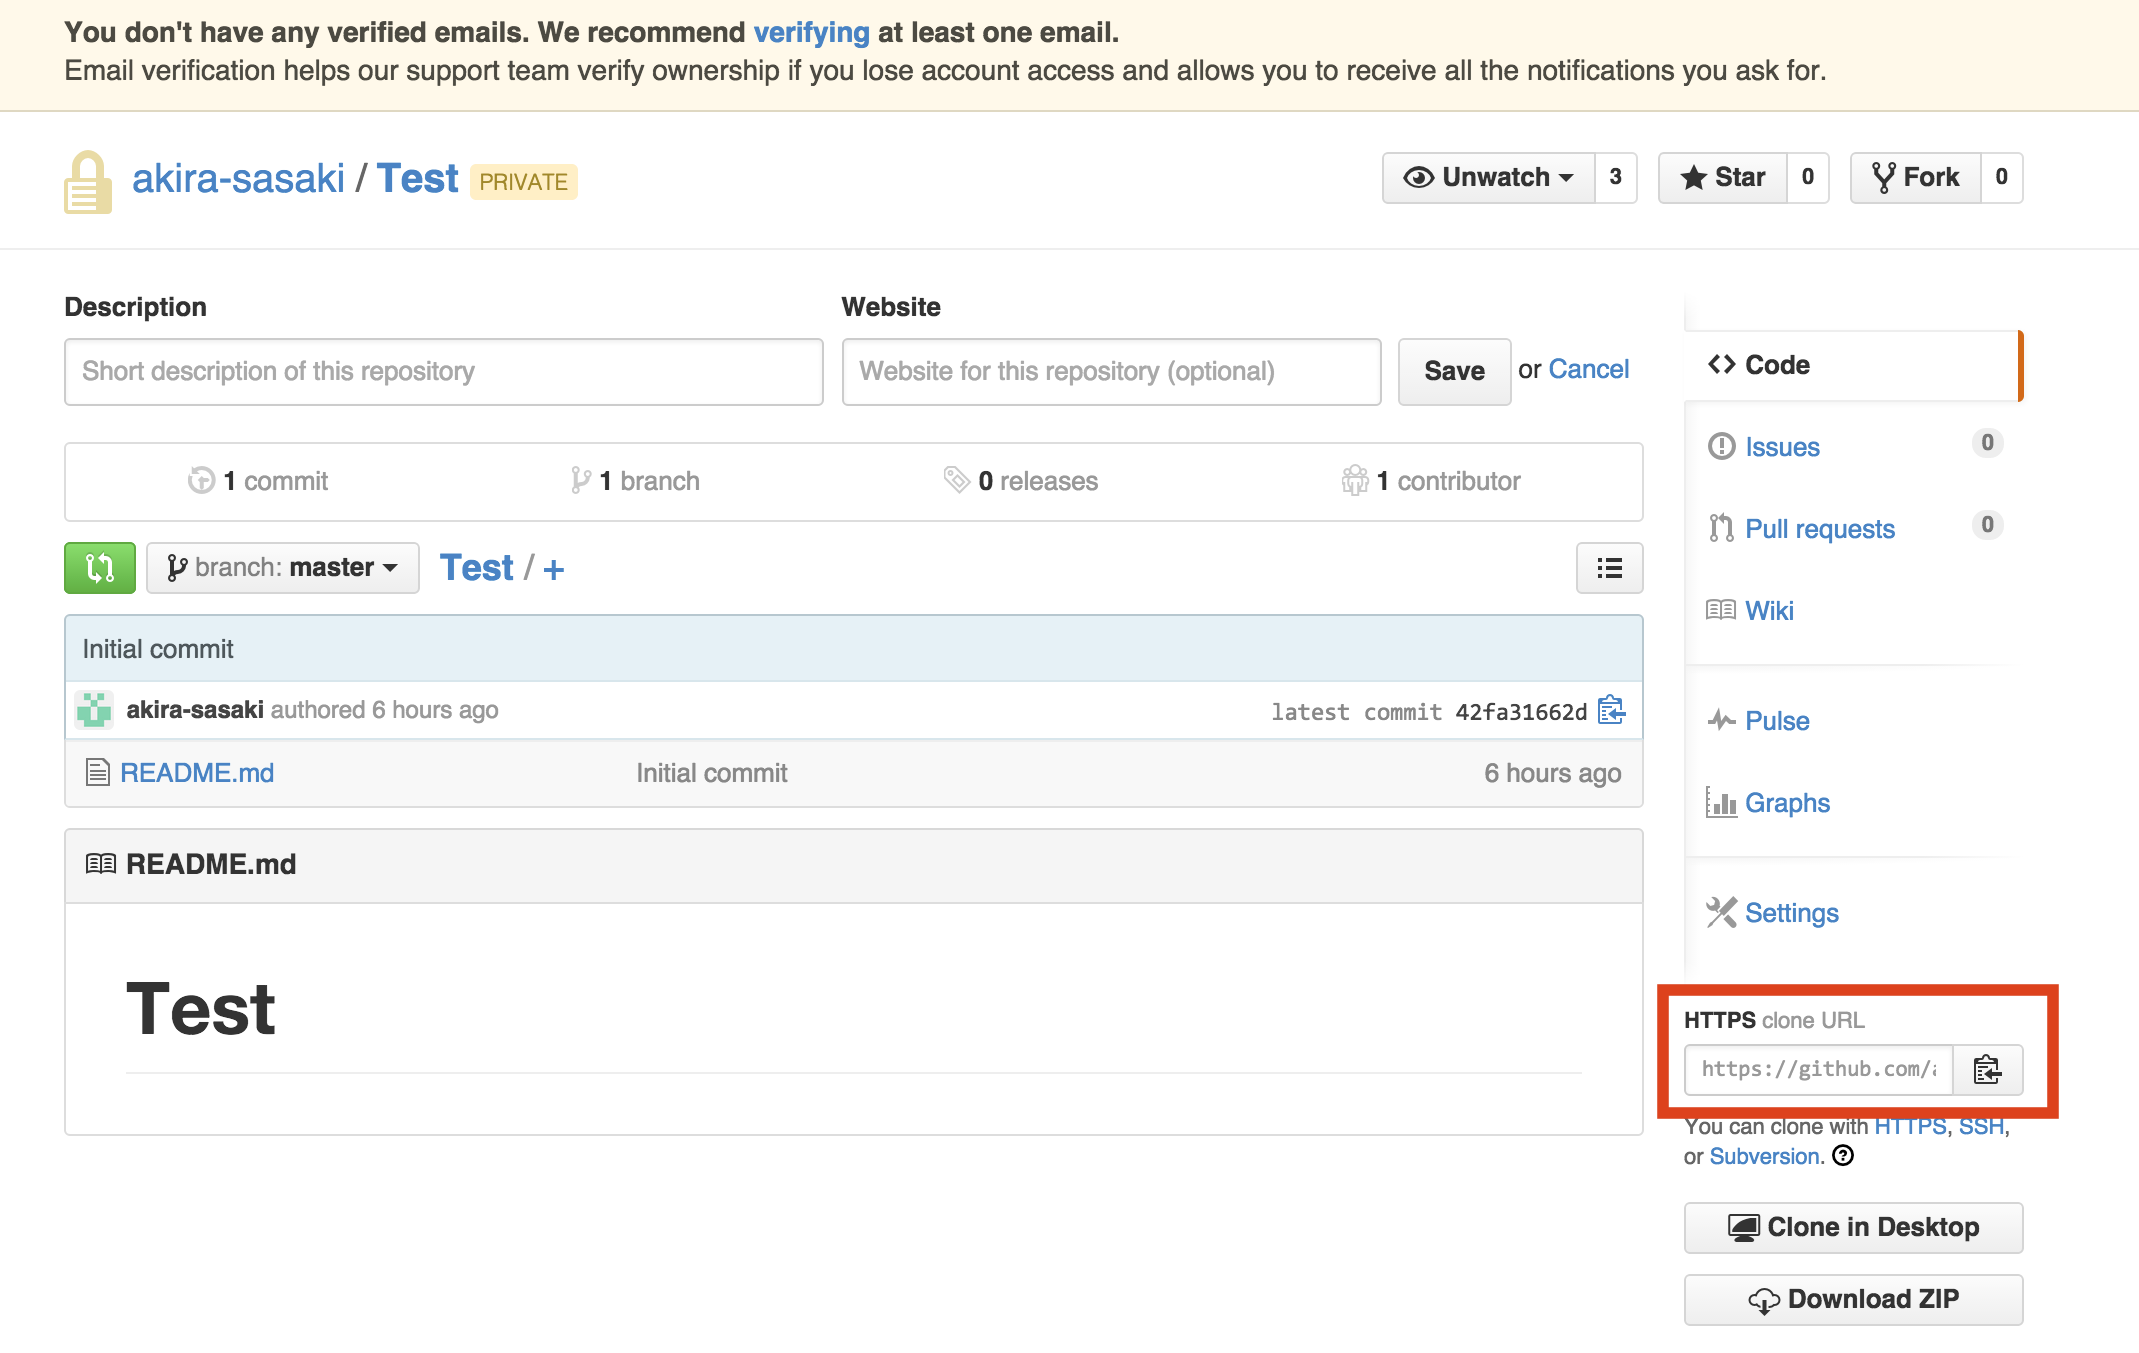 You don't have any verified emails. We recommend verifying at least one email.
Email verification helps our support team verify ownership if you lose account access and allows you to receive all the notifications you ask for.
akira-sasaki / Test PRIVATE
Unwatch 3
Star 0
Fork 0
Description
Website
Short description of this repository
Website for this repository (optional)
Save or Cancel
1 commit
1 branch
0 releases
1 contributor
branch: master
Test / +
Initial commit
akira-sasaki authored 6 hours ago
latest commit 42fa31662d
README.md
Initial commit
6 hours ago
README.md
Test
Code
Issues 0
Pull requests 0
Wiki
Pulse
Graphs
Settings
HTTPS clone URL
https://github.com/
You can clone with HTTPS, SSH,
or Subversion.
Clone in Desktop
Download ZIP